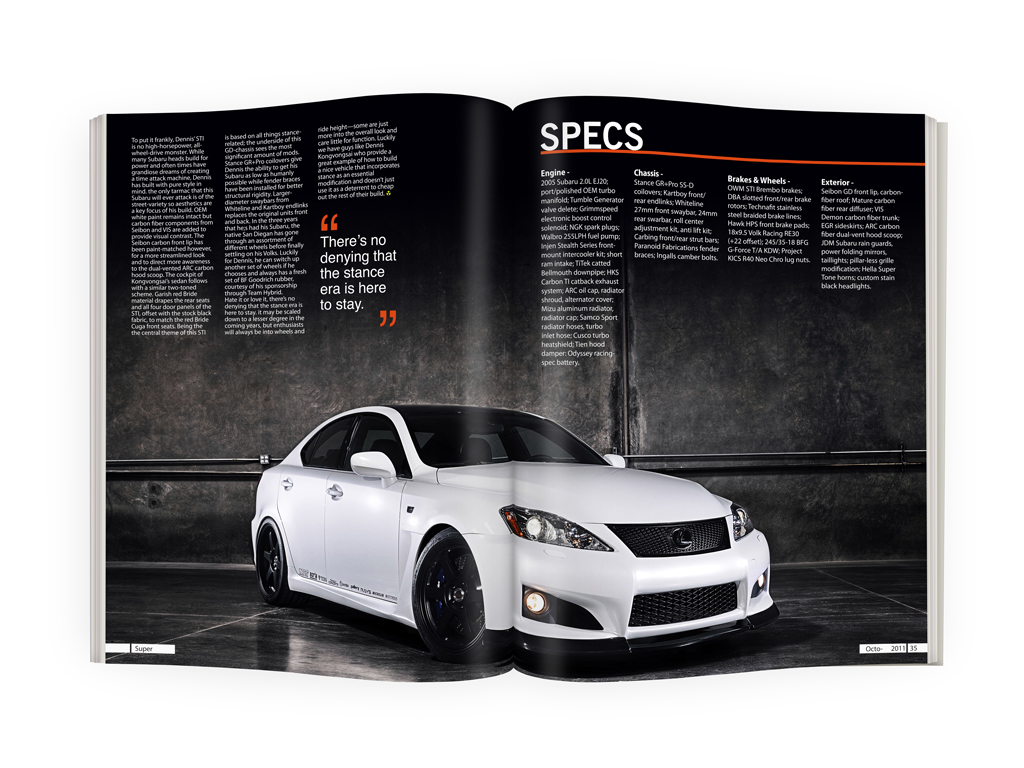 To put it frankly, Dennis' STI
is no high-horsepower, all-
wheel-drive monster. While
many Subaru heads build for
power and often times have
grandiose dreams of creating
a time attack machine, Dennis
has built with pure style in
mind, the only tarmac that this
Subaru will ever attack is of the
street-variety so aesthetics are
a key focus of his build. OEM
white paint remains intact but
carbon fiber components from
Seibon and VIS are added to
provide visual contrast. The
Seibon carbon front lip has
been paint-matched however,
for a more streamlined look
and to direct more awareness
to the dual-vented ARC carbon
hood scoop. The cockpit of
Kongvongsai's sedan follows
with a similar two-toned
scheme. Garish red Bride
material drapes the rear seats
and all four door panels of the
STI, offset with the stock black
fabric, to match the red Bride
Cuga front seats. Being the
the central theme of this STI
is based on all things stance-
related; the underside of this
GD-chassis sees the most
significant amount of mods.
Stance GR+Pro coilovers give
Dennis the ability to get his
Subaru as low as humanly
possible while fender braces
have been installed for better
structural rigidity. Larger-
diameter swaybars from
Whiteline and Kartboy endlinks
replaces the original units front
and back. In the three years
that he;s had his Subaru, the
native San Diegan has gone
through an assortment of
different wheels before finally
settling on his Volks. Luckily
for Dennis, he can switch up
another set of wheels if he
chooses and always has a fresh
set of BF Goodrich rubber,
courtesy of his sponsorship
through Team Hybrid.
Hate it or love it, there's no
denying that the stance era is
here to stay. it may be scaled
down to a lesser degree in the
coming years, but enthusiasts
will always be into wheels and
ride height—some are just
more into the overall look and
care little for function. Luckily
we have guys like Dennis
Kongvongsai who provide a
great example of how to build
a nice vehicle that incorporates
stance as an essential
modification and doesn't just
use it as a deterrent to cheap
out the rest of their build.
“
There's no
denying that
the stance
era is here
to stay.
”
SPECS
Engine -
2005 Subaru 2.0L EJ20;
port/polished OEM turbo
manifold; Tumble Generator
valve delete; Grimmspeed
electronic boost control
solenoid; NGK spark plugs;
Walbro 255LPH fuel pump;
Injen Stealth Series front-
mount intercooler kit; short
ram intake; TiTek catted
Bellmouth downpipe; HKS
Carbon TI catback exhaust
system; ARC oil cap, radiator
shroud, alternator cover;
Mizu aluminum radiator,
radiator cap; Samco Sport
radiator hoses, turbo
inlet hose; Cusco turbo
heatshield; Tien hood
damper: Odyssey racing-
spec battery.
Chassis -
Stance GR+Pro SS-D
coilovers; Kartboy front/
rear endlinks; Whiteline
27mm front swaybar, 24mm
rear swarbar, roll center
adjustment kit, anti lift kit;
Carbing front/rear strut bars;
Paranoid Fabrications fender
braces; Ingalls camber bolts.
Brakes & Wheels -
OWM STI Brembo brakes;
DBA slotted front/rear brake
rotors; Technafit stainless
steel braided brake lines;
Hawk HPS front brake pads;
18x9.5 Volk Racing RE30
(+22 offset); 245/35-18 BFG
G-Force T/A KDW; Project
KICS R40 Neo Chro lug nuts.
Exterior -
Seibon GD front lip, carbon-
fiber roof; Mature carbon
fiber rear diffuser; VIS
Demon carbon fiber trunk;
EGR sideskirts; ARC carbon
fiber dual-vent hood scoop;
JDM Subaru rain guards,
power folding mirrors,
taillights; pillar-less grille
modification; Hella Super
Tone horns; custom stain
black headlights.
Super
Octo- 2011 35